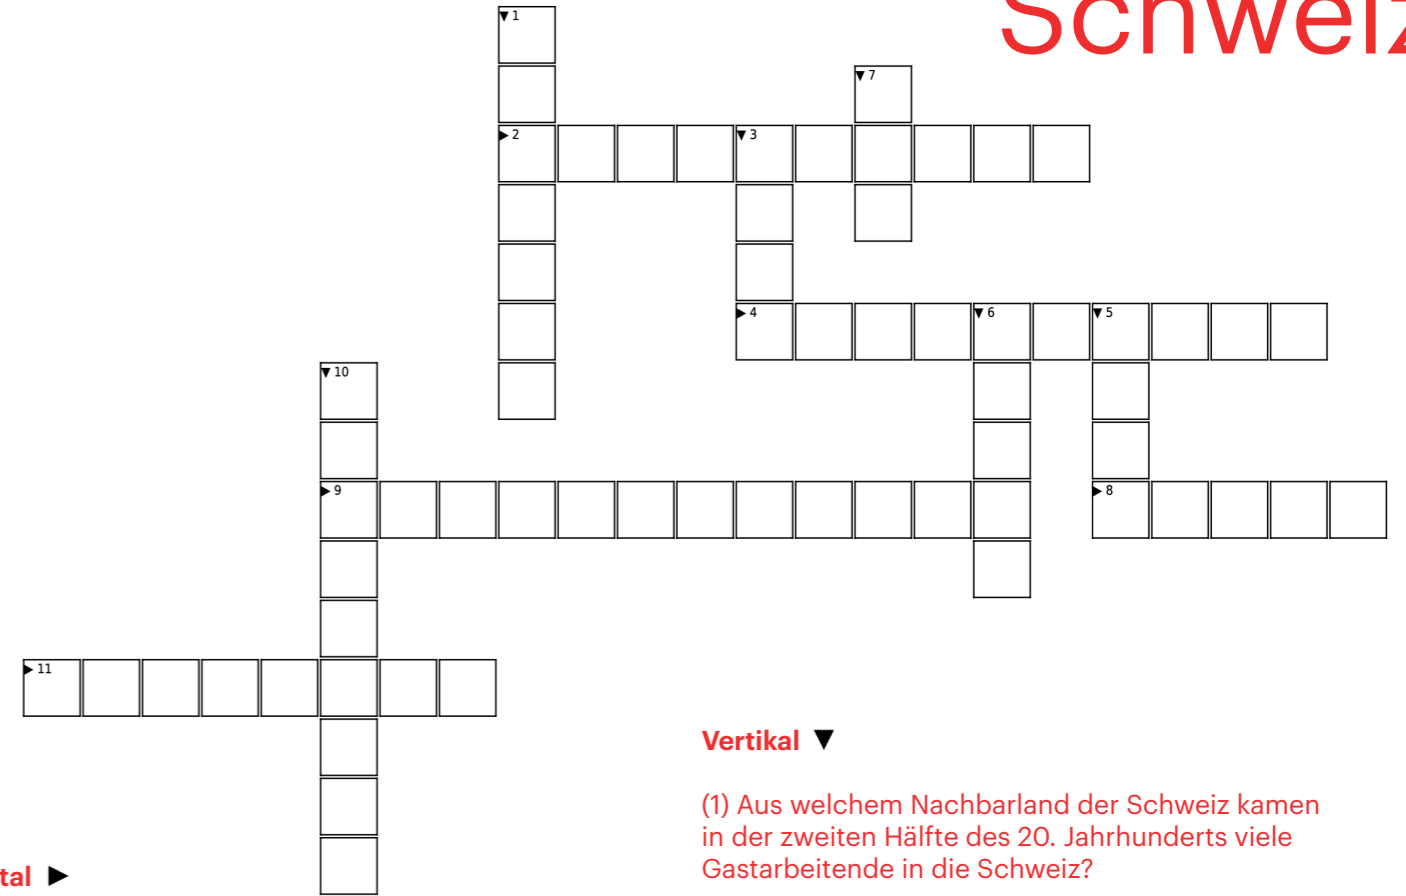 Schweiz
▼ 1
▼ 7
▶ 2
▼ 3
▶ 4
▼ 6
▼ 5
▼ 10
▶ 9
▶ 8
▶ 11
Vertikal ▼
(1) Aus welchem Nachbarland der Schweiz kamen
in der zweiten Hälfte des 20. Jahrhunderts viele
Gastarbeitende in die Schweiz?
tal ▶